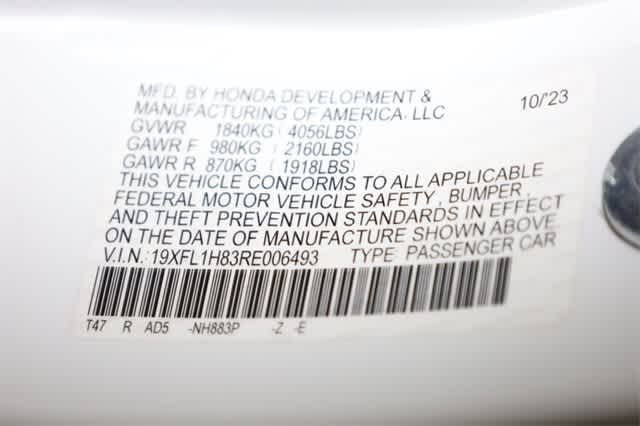 MFD. BY HONDA DEVELOPMENT &
MANUFACTURING OF AMERICA, LLC 10/'23
GVWR 1840KG (4056LBS)
GAWR F 980KG (2160LBS)
GAWR R 870KG (1918LBS)
THIS VEHICLE CONFORMS TO ALL APPLICABLE
FEDERAL MOTOR VEHICLE SAFETY, BUMPER,
AND THEFT PREVENTION STANDARDS IN EFFECT
ON THE DATE OF MANUFACTURE SHOWN ABOVE.
V.I.N.: 19XFL1H83RE006493 TYPE: PASSENGER CAR
T47 R AD5 -NH883P -Z -E